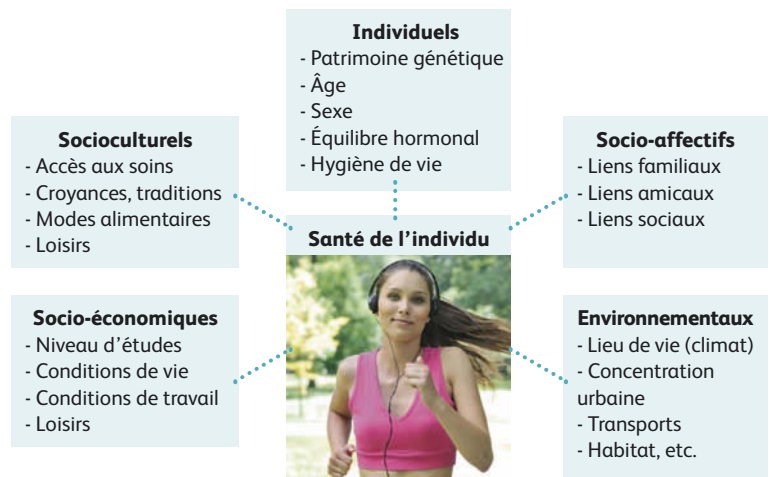 Individuels
- Patrimoine génétique
- Âge
- Sexe
- Équilibre hormonal
- Hygiène de vie
Socioculturels
- Accès aux soins
- Croyances, traditions
- Modes alimentaires
- Loisirs
Socio-affectifs
- Liens familiaux
- Liens amicaux
- Liens sociaux
Santé de l'individu
Socio-économiques
- Niveau d'études
- Conditions de vie
- Conditions de travail
- Loisirs
Environnementaux
- Lieu de vie (climat)
- Concentration
urbaine
- Transports
- Habitat, etc.